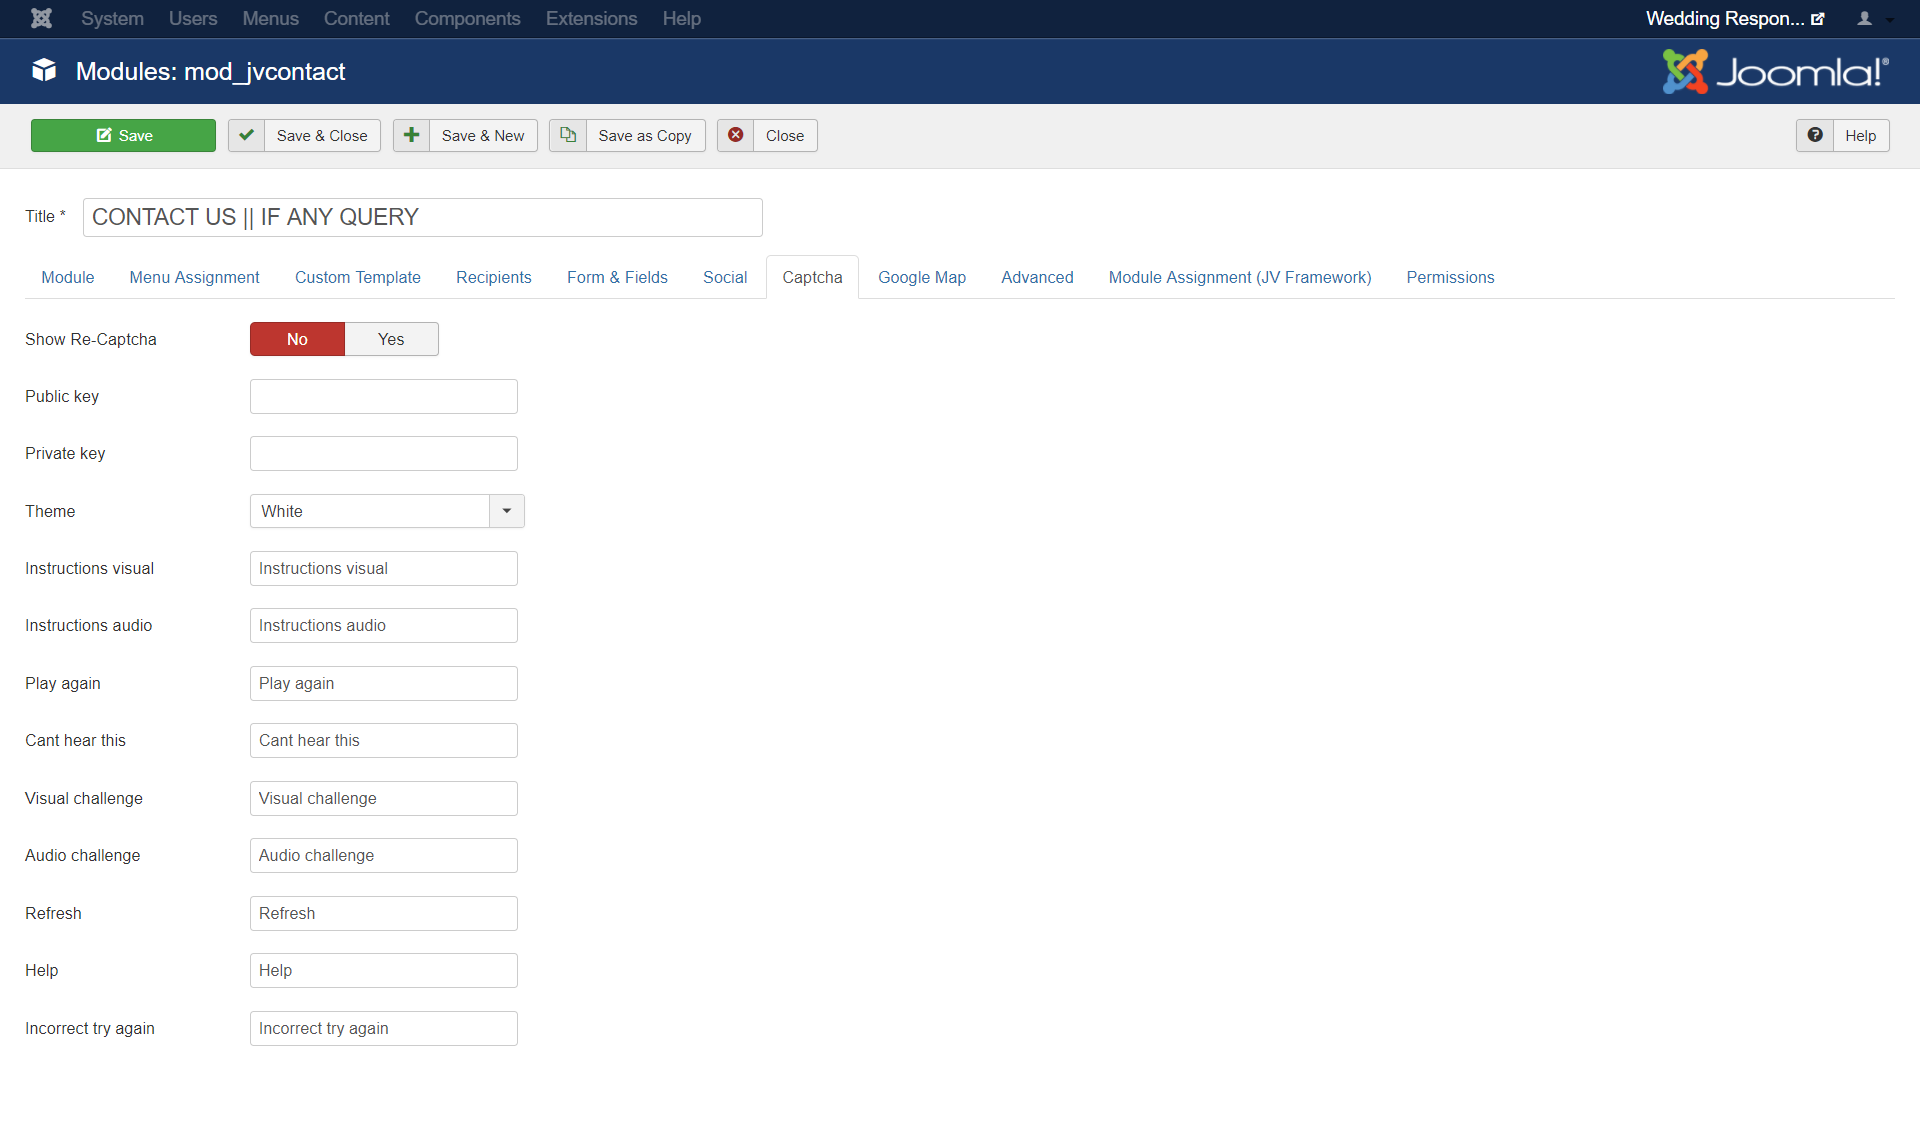 System Users Menus Content Components Extensions Help Wedding Respon...
Modules: mod_jvcontact Joomla!®
Save Save & Close Save & New Save as Copy Close Help
Title * CONTACT US || IF ANY QUERY
Module Menu Assignment Custom Template Recipients Form & Fields Social Captcha Google Map Advanced Module Assignment (JV Framework) Permissions
Show Re-Captcha No Yes
Public key
Private key
Theme White
Instructions visual Instructions visual
Instructions audio Instructions audio
Play again Play again
Cant hear this Cant hear this
Visual challenge Visual challenge
Audio challenge Audio challenge
Refresh Refresh
Help Help
Incorrect try again Incorrect try again